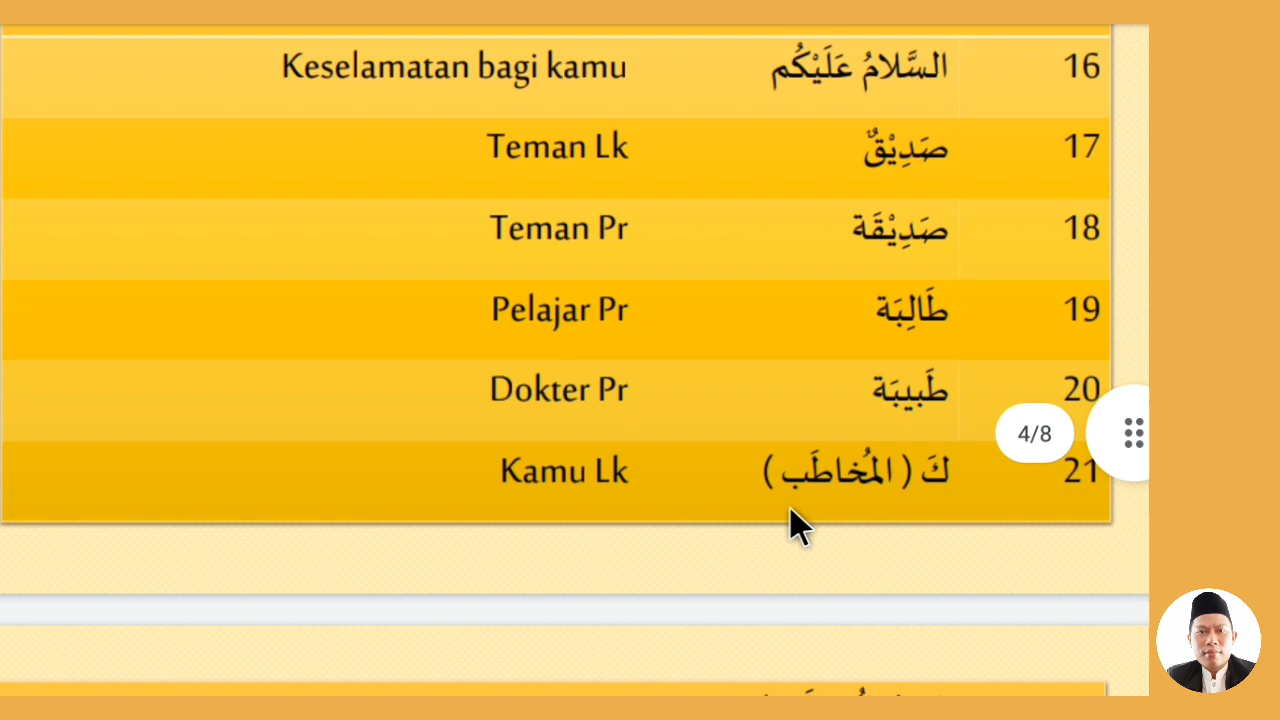 16 السَّلامُ عَلَيْكُم Keselamatan bagi kamu
17 صَدِيْقٌ Teman Lk
18 صَدِيْقَة Teman Pr
19 طَالِبَة Pelajar Pr
20 طَبيبَة Dokter Pr
4/8
21 كَ ( المُخاطَب ) Kamu Lk